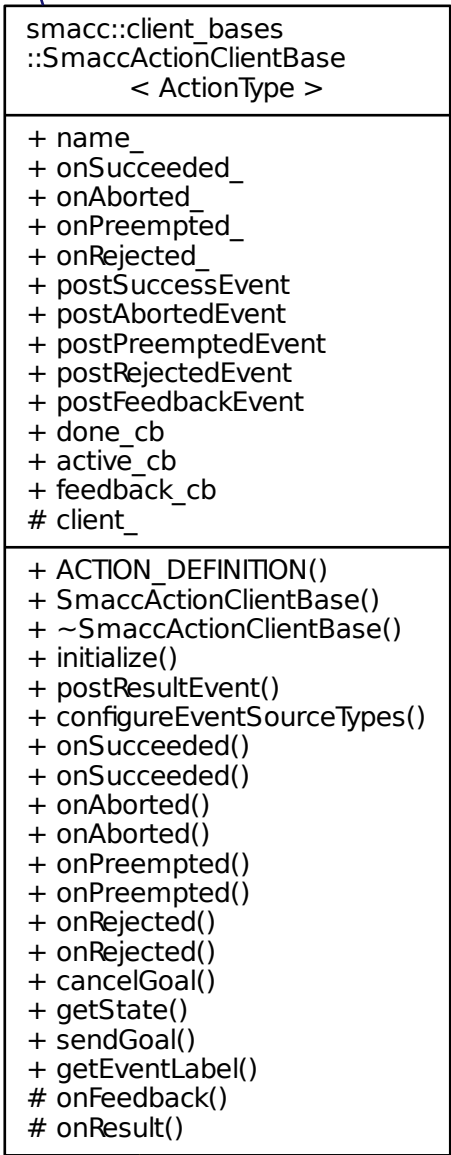 smacc::client_bases
::SmaccActionClientBase
< ActionType >
+ name_
+ onSucceeded_
+ onAborted_
+ onPreempted_
+ onRejected_
+ postSuccessEvent
+ postAbortedEvent
+ postPreemptedEvent
+ postRejectedEvent
+ postFeedbackEvent
+ done_cb
+ active_cb
+ feedback_cb
# client_
+ ACTION_DEFINITION()
+ SmaccActionClientBase()
+ ~SmaccActionClientBase()
+ initialize()
+ postResultEvent()
+ configureEventSourceTypes()
+ onSucceeded()
+ onSucceeded()
+ onAborted()
+ onAborted()
+ onPreempted()
+ onPreempted()
+ onRejected()
+ onRejected()
+ cancelGoal()
+ getState()
+ sendGoal()
+ getEventLabel()
# onFeedback()
# onResult()